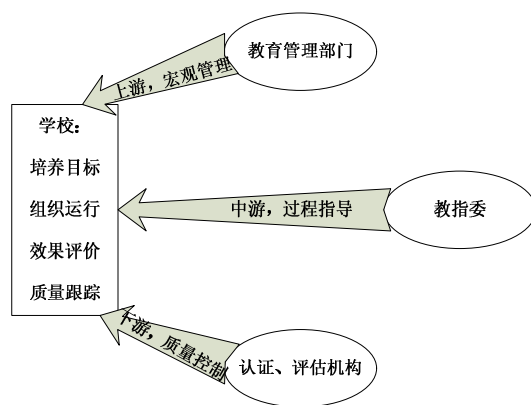 教育管理部门
上游，宏观管理
学校：
培养目标
组织运行
效果评价
质量跟踪
中游，过程指导
教指委
下游，质量控制
认证、评估机构